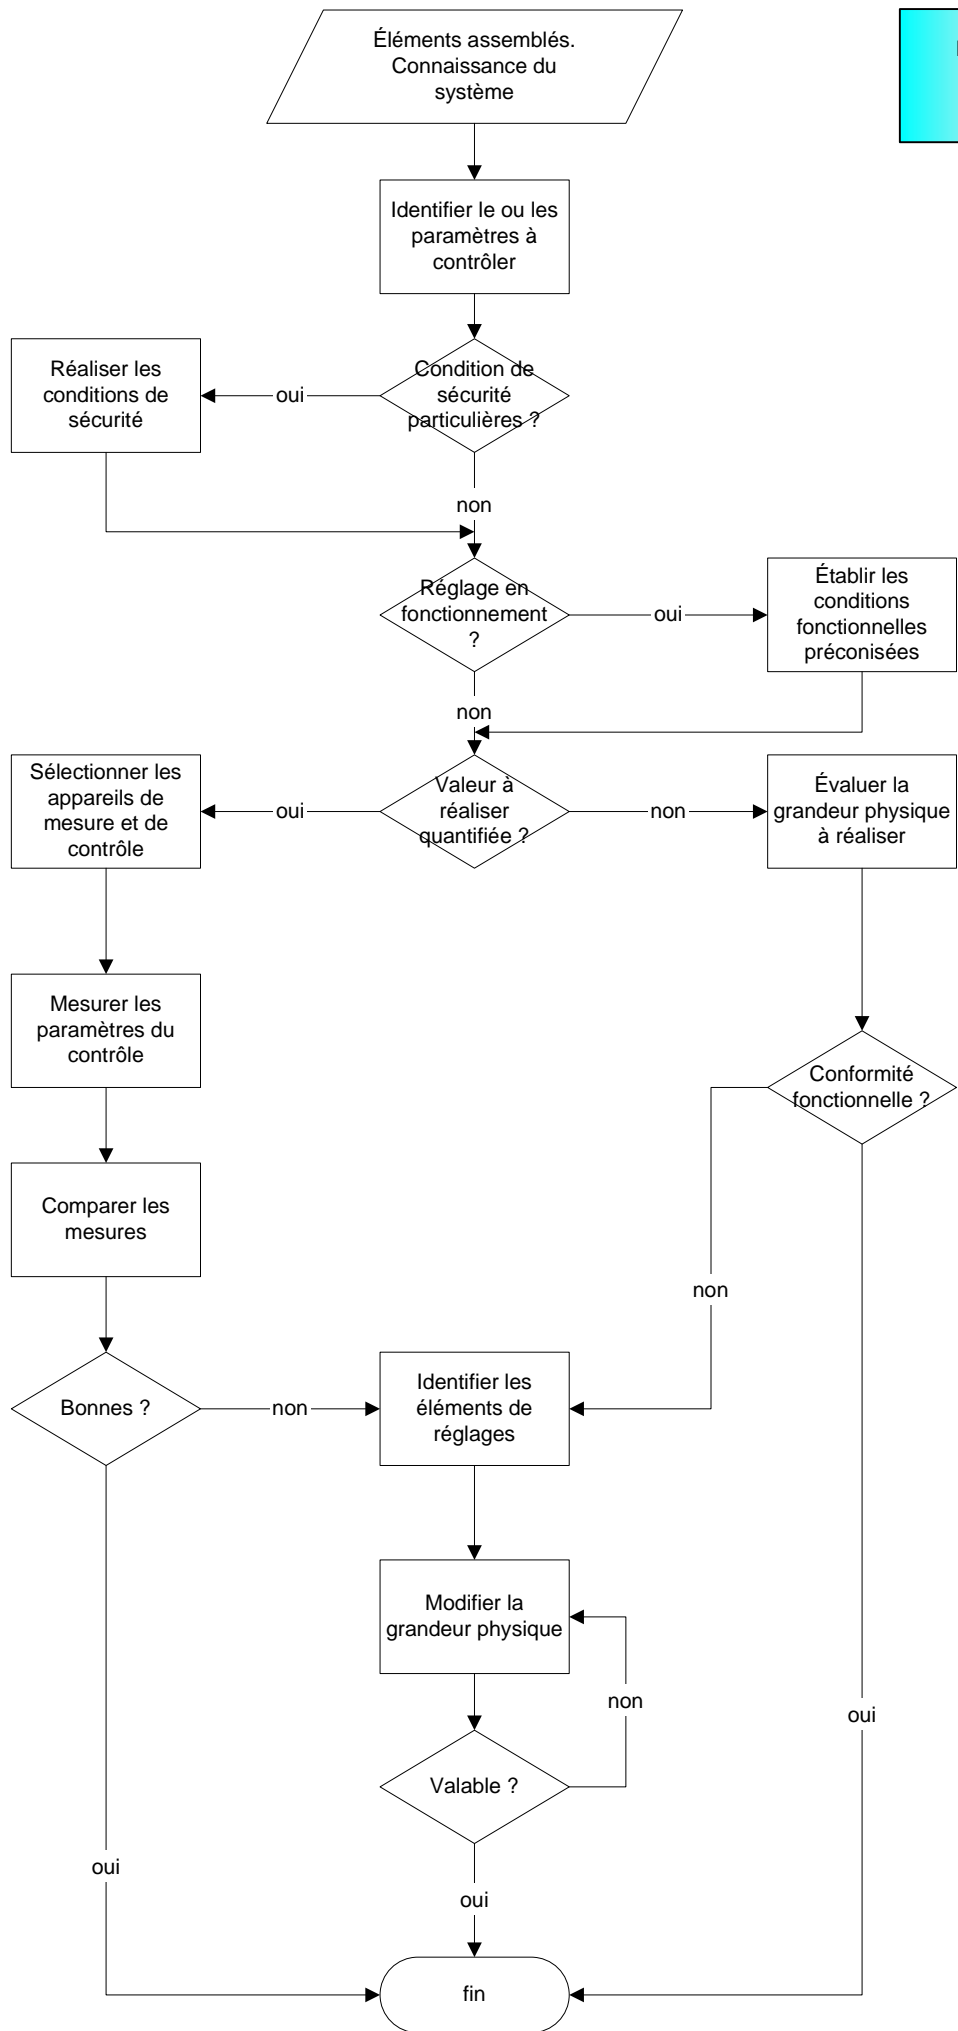 Éléments assemblés.
Connaissance du
système
Identifier le ou les
paramètres à
contrôler
Condition de
sécurité
particulières ?
oui
Réaliser les
conditions de
sécurité
non
Réglage en
fonctionnement
?
oui
Établir les
conditions
fonctionnelles
préconisées
non
Valeur à
réaliser
quantifiée ?
oui
Sélectionner les
appareils de
mesure et de
contrôle
non
Évaluer la
grandeur physique
à réaliser
Mesurer les
paramètres du
contrôle
Conformité
fonctionnelle ?
Comparer les
mesures
non
Bonnes ?
non
Identifier les
éléments de
réglages
Modifier la
grandeur physique
non
oui
Valable ?
oui
oui
fin